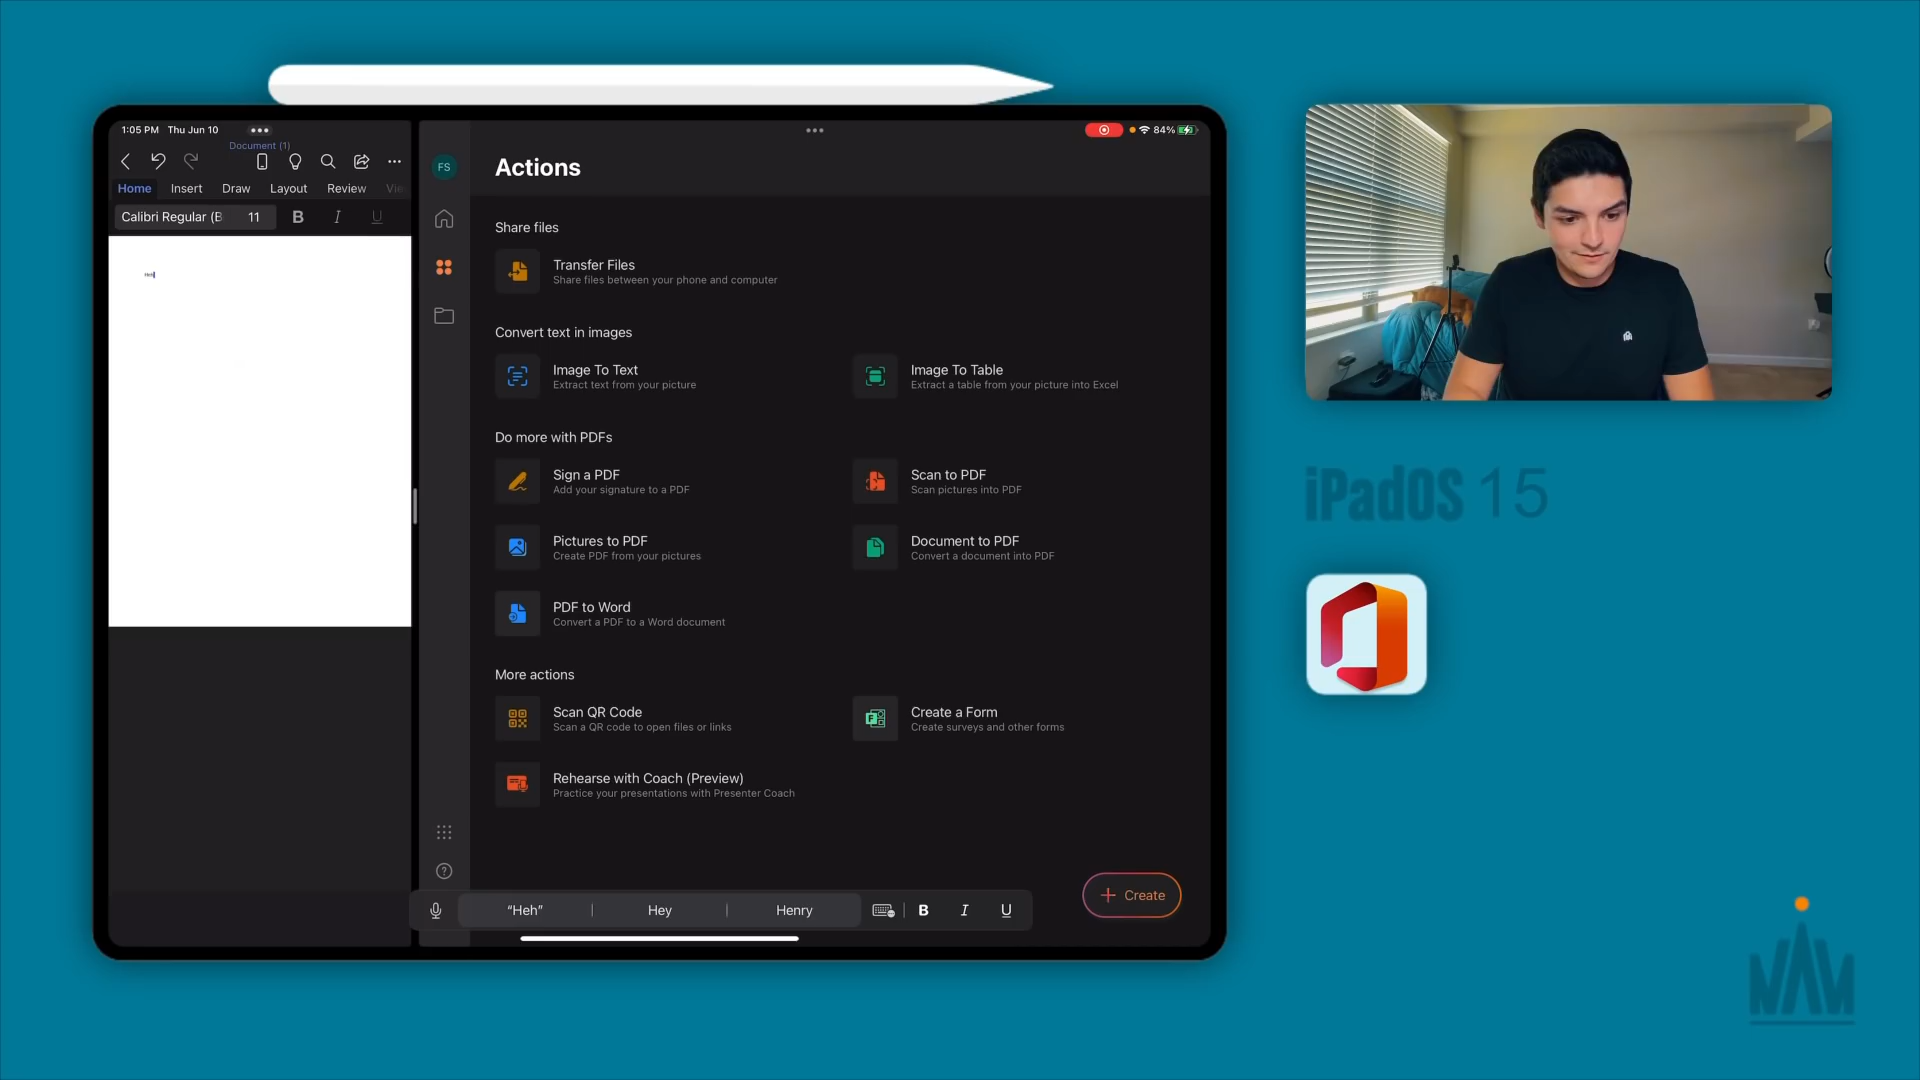 1:05 PM Thu Jun 10
84%
Document (1)
Home Insert Draw Layout Review
Calibri Regular (B 11 B I U
FS
Actions
Share files
Transfer Files
Share files between your phone and computer
Convert text in images
Image To Text
Extract text from your picture
Image To Table
Extract a table from your picture into Excel
Do more with PDFs
Sign a PDF
Add your signature to a PDF
Scan to PDF
Scan pictures into PDF
Pictures to PDF
Create PDF from your pictures
Document to PDF
Convert a document into PDF
PDF to Word
Convert a PDF to a Word document
More actions
Scan QR Code
Scan a QR code to open files or links
Create a Form
Create surveys and other forms
Rehearse with Coach (Preview)
Practice your presentations with Presenter Coach
+ Create
“Heh” Hey Henry B I U
iPadOS 15